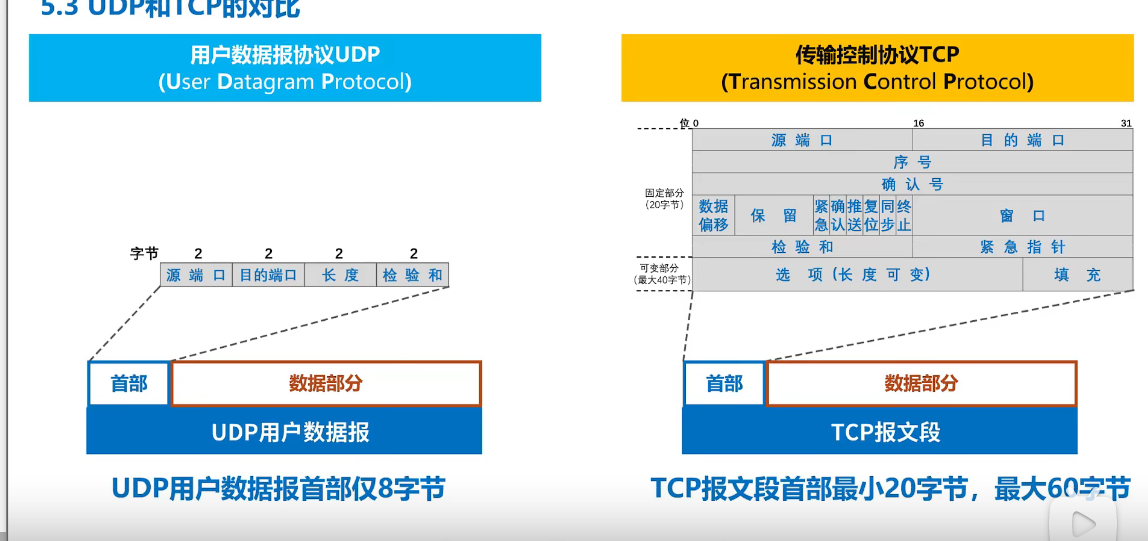 5.3 UDP和TCP的对比
用户数据报协议UDP
(User Datagram Protocol)
字节 2 2 2 2
源端口 目的端口 长度 检验和
首部 数据部分
UDP用户数据报
UDP用户数据报首部仅8字节
传输控制协议TCP
(Transmission Control Protocol)
位 0 16 31
固定部分
(20字节)
源端口 目的端口
序号
确认号
数据偏移 保留 紧急 确认 推送 复位 同步 终止 窗口
检验和 紧急指针
可变部分
(最大40字节)
选项(长度可变) 填充
首部 数据部分
TCP报文段
TCP报文段首部最小20字节，最大60字节